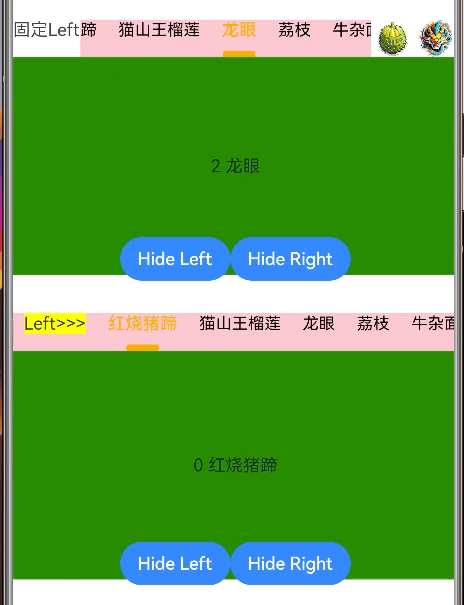 固定Left蹄 猫山王榴莲 龙眼 荔枝 牛杂
2 龙眼
Hide Left Hide Right
Left>>> 红烧猪蹄 猫山王榴莲 龙眼 荔枝 牛杂面
0 红烧猪蹄
Hide Left Hide Right